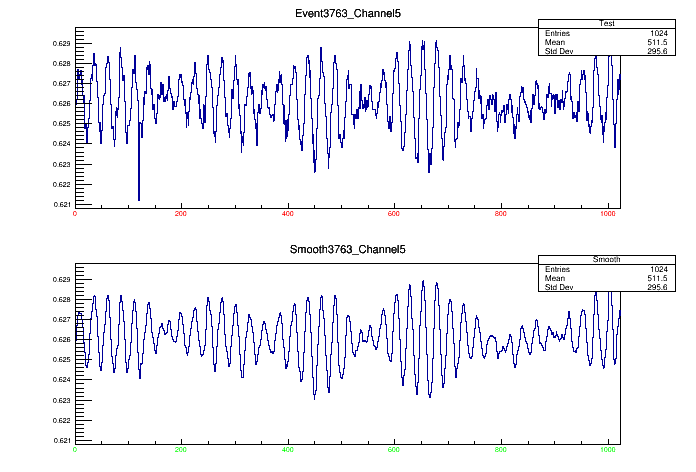 Event3763_Channel5
Test
Entries 1024
Mean 511.5
Std Dev 295.6
0.629
0.628
0.627
0.626
0.625
0.624
0.623
0.622
0.621
0 200 400 600 800 1000
Smooth3763_Channel5
Smooth
Entries 1024
Mean 511.5
Std Dev 295.6
0.629
0.628
0.627
0.626
0.625
0.624
0.623
0.622
0.621
0 200 400 600 800 1000